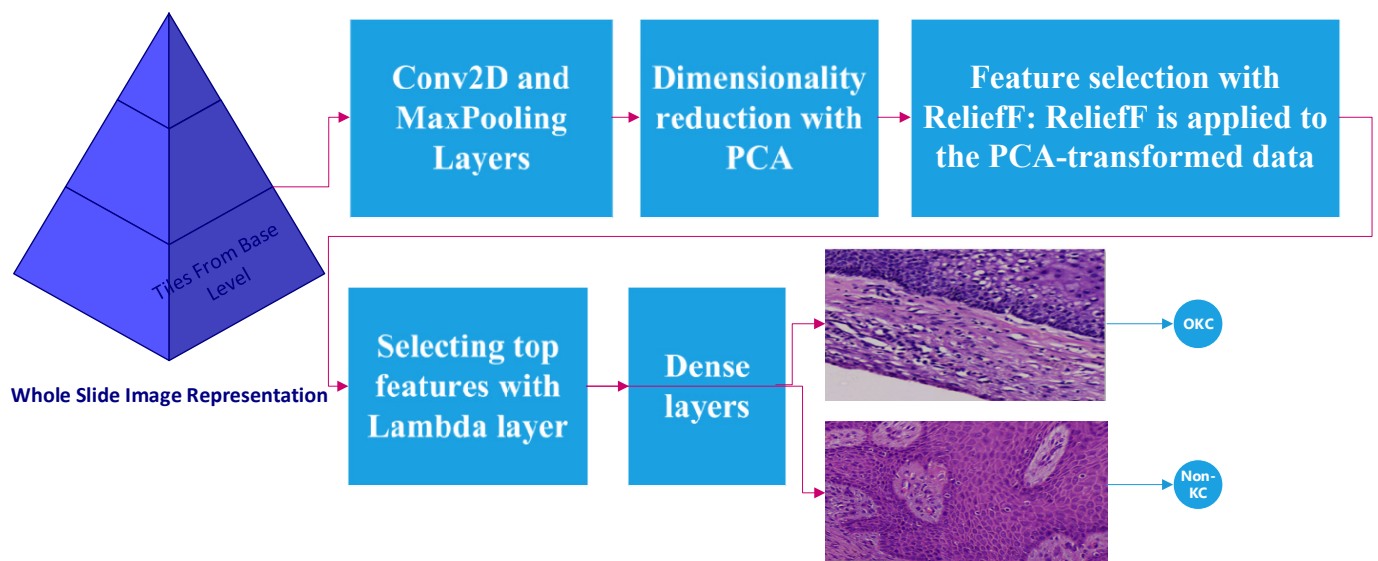 Conv2D and
MaxPooling
Layers
Dimensionality
reduction with
PCA
Feature selection with
ReliefF: ReliefF is applied to
the PCA-transformed data
Tiles From Base
Level
Whole Slide Image Representation
Selecting top
features with
Lambda layer
Dense
layers
OKC
Non-
KC